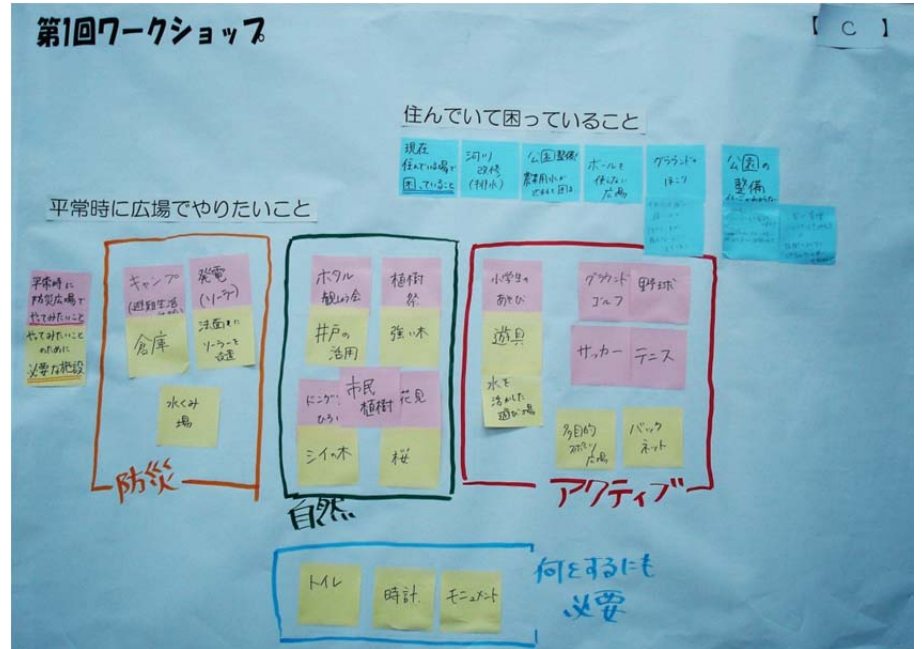 第1回ワークショップ
【 C 】
住んでいて困っていること
現在
住んでいる場で
困っていること
河川
改修
(排水)
公園整備
農業用水が
ボールを
使えない
広場
グラウンドの
ほこり
公園の
整備
平常時に広場でやりたいこと
平常時に
防災広場で
やってみたいこと
やってみたいこと
のために
必要な施設
キャンプ
(避難生活
発電
(ソーラー)
倉庫
法面に
ソーラーを
設置
水くみ
場
防災
ホタル
観しょう会
植樹
祭
井戸の
活用
強い木
ドングリ
ひろい
市民
植樹
花見
シイの木
桜
自然
小学生の
あそび
グラウンド
ゴルフ
野球
遊具
サッカー
テニス
水を
活かした
遊び場
多目的
広場
バック
ネット
アクティブ
トイレ
時計
モニュメント
何をするにも
必要